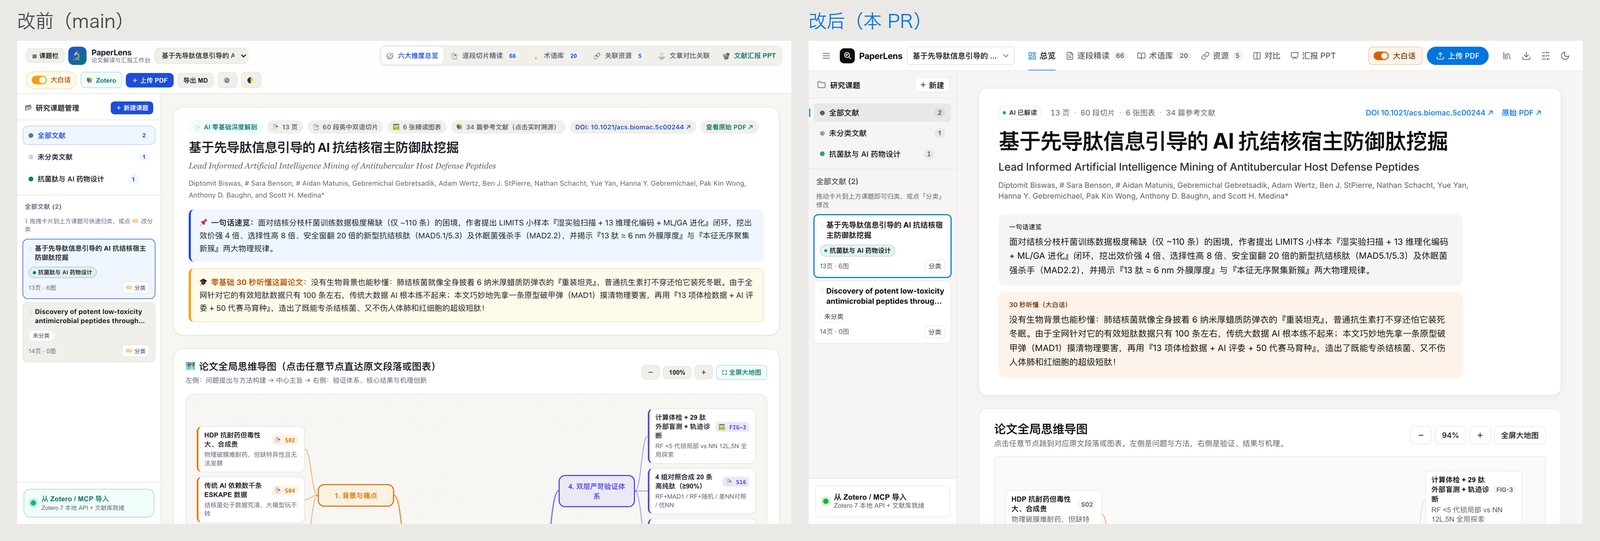 改前（main）
课题栏
PaperLens
论文解读与汇报工作台
基于先导肽信息引导的 A
六大维度总览
逐段切片精读 66
术语库 20
关联资源 5
文章对比关联
文献汇报 PPT
大白话
Zotero
+ 上传 PDF
导出 MD
研究课题管理
+ 新建课题
全部文献 2
未分类文献 1
抗菌肽与 AI 药物设计 1
全部文献 (2)
拖拽卡片到上方课题可快速归类，或点 改分类.
基于先导肽信息引导的 AI 抗结核宿主防御肽挖掘
抗菌肽与 AI 药物设计
13页 · 6图
分类
Discovery of potent low-toxicity
antimicrobial peptides through...
未分类
14页 · 0图
分类
从 Zotero / MCP 导入
Zotero 7 本地 API + 文献库就绪
AI 零基础深度解剖
13 页
60 段英中双语切片
6 张精读图表
34 篇参考文献（点击实时溯源）
DOI: 10.1021/acs.biomac.5c00244 ↗
查看原始 PDF ↗
基于先导肽信息引导的 AI 抗结核宿主防御肽挖掘
Lead Informed Artificial Intelligence Mining of Antitubercular Host Defense Peptides
Diptomit Biswas, # Sara Benson, # Aidan Matunis, Gebremichal Gebretsadik, Adam Wertz, Ben J. StPierre, Nathan Schacht, Yue Yan, Hanna Y. Gebremichael, Pak Kin Wong,
Anthony D. Baughn, and Scott H. Medina*
一句话速览：面对结核分枝杆菌训练数据极度稀缺（仅 ~110 条）的困境，作者提出 LIMITS 小样本『湿实验扫描 + 13 维理化编码 + ML/GA 进化』闭环，挖出
效价强 4 倍、选择性高 8 倍、安全窗翻 20 倍的新型抗结核肽（MAD5.1/5.3）及休眠菌强杀手（MAD2.2），并揭示『13 肽 ≈ 6 nm 外膜厚度』与『本征无序聚集
新簇』两大物理规律。
零基础 30 秒听懂这篇论文：没有生物背景也能秒懂：肺结核就像全身披着 6 纳米厚蜡质防弹衣的『重装坦克』，普通抗生素打不穿还怕它装死冬眠。由于全
网针对它的有效短肽数据只有 100 条左右，传统大数据 AI 根本练不起来；本文巧妙地先拿一条原型破甲弹（MAD1）摸清物理要害，再用『13 项体检数据 + AI 评
委 + 50 代赛马育种』，造出了既能专杀结核菌、又不伤人体肺和红细胞的超级短肽！
论文全局思维导图（点击任意节点直达原文段落或图表）
左侧：问题提出与方法构建 → 中心主旨 → 右侧：验证体系、核心结果与机理创新
−
100%
+
全屏大地图
HDP 抗耐药但毒性大、合成贵
S02
物理破膜难耐药，但缺特异性且无法发酵
传统 AI 依赖数千条 ESKAPE 数据
S04
结核菌处于数据荒漠，大模型玩不转
1. 背景与痛点
4. 双层严苛验证体系
计算体检 + 29 肽外部盲测 + 轨迹诊断
FIG-3
RF <5 代锁局部 vs NN 12L,5N 全局探索
4 组对照合成 20 条高纯肽（≥90%）
S16
RF+MAD1 / RF+随机 / 差NN对照 / 优NN
改后（本 PR）
PaperLens
基于先导肽信息引导的 ...
总览
逐段精读 66
术语库 20
资源 5
对比
汇报 PPT
大白话
上传 PDF
研究课题
+ 新建
全部文献 2
未分类文献 1
抗菌肽与 AI 药物设计 1
全部文献 (2)
拖动卡片到上方课题即可归类，或点「分类」
修改
基于先导肽信息引导的 AI 抗结核宿主防御肽挖掘
抗菌肽与 AI 药物设计
13页 · 6图
分类
Discovery of potent low-toxicity
antimicrobial peptides throug...
未分类
14页 · 0图
分类
从 Zotero / MCP 导入
Zotero 7 本地 API + 文献库就绪
AI 已解读
13 页 · 60 段切片 · 6 张图表 · 34 篇参考文献
DOI 10.1021/acs.biomac.5c00244 ↗
原始 PDF ↗
基于先导肽信息引导的 AI 抗结核宿主防御肽挖掘
Lead Informed Artificial Intelligence Mining of Antitubercular Host Defense Peptides
Diptomit Biswas, # Sara Benson, # Aidan Matunis, Gebremichal Gebretsadik, Adam Wertz, Ben J. StPierre, Nathan Schacht, Yue Yan,
Hanna Y. Gebremichael, Pak Kin Wong, Anthony D. Baughn, and Scott H. Medina*
一句话速览
面对结核分枝杆菌训练数据极度稀缺（仅 ~110 条）的困境，作者提出 LIMITS 小样本『湿实验扫描 + 13 维理化编码
+ ML/GA 进化』闭环，挖出效价强 4 倍、选择性高 8 倍、安全窗翻 20 倍的新型抗结核肽（MAD5.1/5.3）及休眠菌
强杀手（MAD2.2），并揭示『13 肽 ≈ 6 nm 外膜厚度』与『本征无序聚集新簇』两大物理规律。
30 秒听懂（大白话）
没有生物背景也能秒懂：肺结核就像全身披着 6 纳米厚蜡质防弹衣的『重装坦克』，普通抗生素打不穿还怕它装死
冬眠。由于全网针对它的有效短肽数据只有 100 条左右，传统大数据 AI 根本练不起来；本文巧妙地先拿一条原型破
甲弹（MAD1）摸清物理要害，再用『13 项体检数据 + AI 评委 + 50 代赛马育种』，造出了既能专杀结核菌、又不伤
人体肺和红细胞的超级短肽！
论文全局思维导图
点击任意节点跳到对应原文段落或图表。左侧是问题与方法，右侧是验证、结果与机理。
−
94%
+
全屏大地图
HDP 抗耐药但毒性大、合成贵
S02
物理破膜难耐药，但缺特
计算体检 + 29 肽外部盲测 + 轨迹诊断
FIG-3
RF <5 代锁局部 vs NN
12L,5N 全局探索